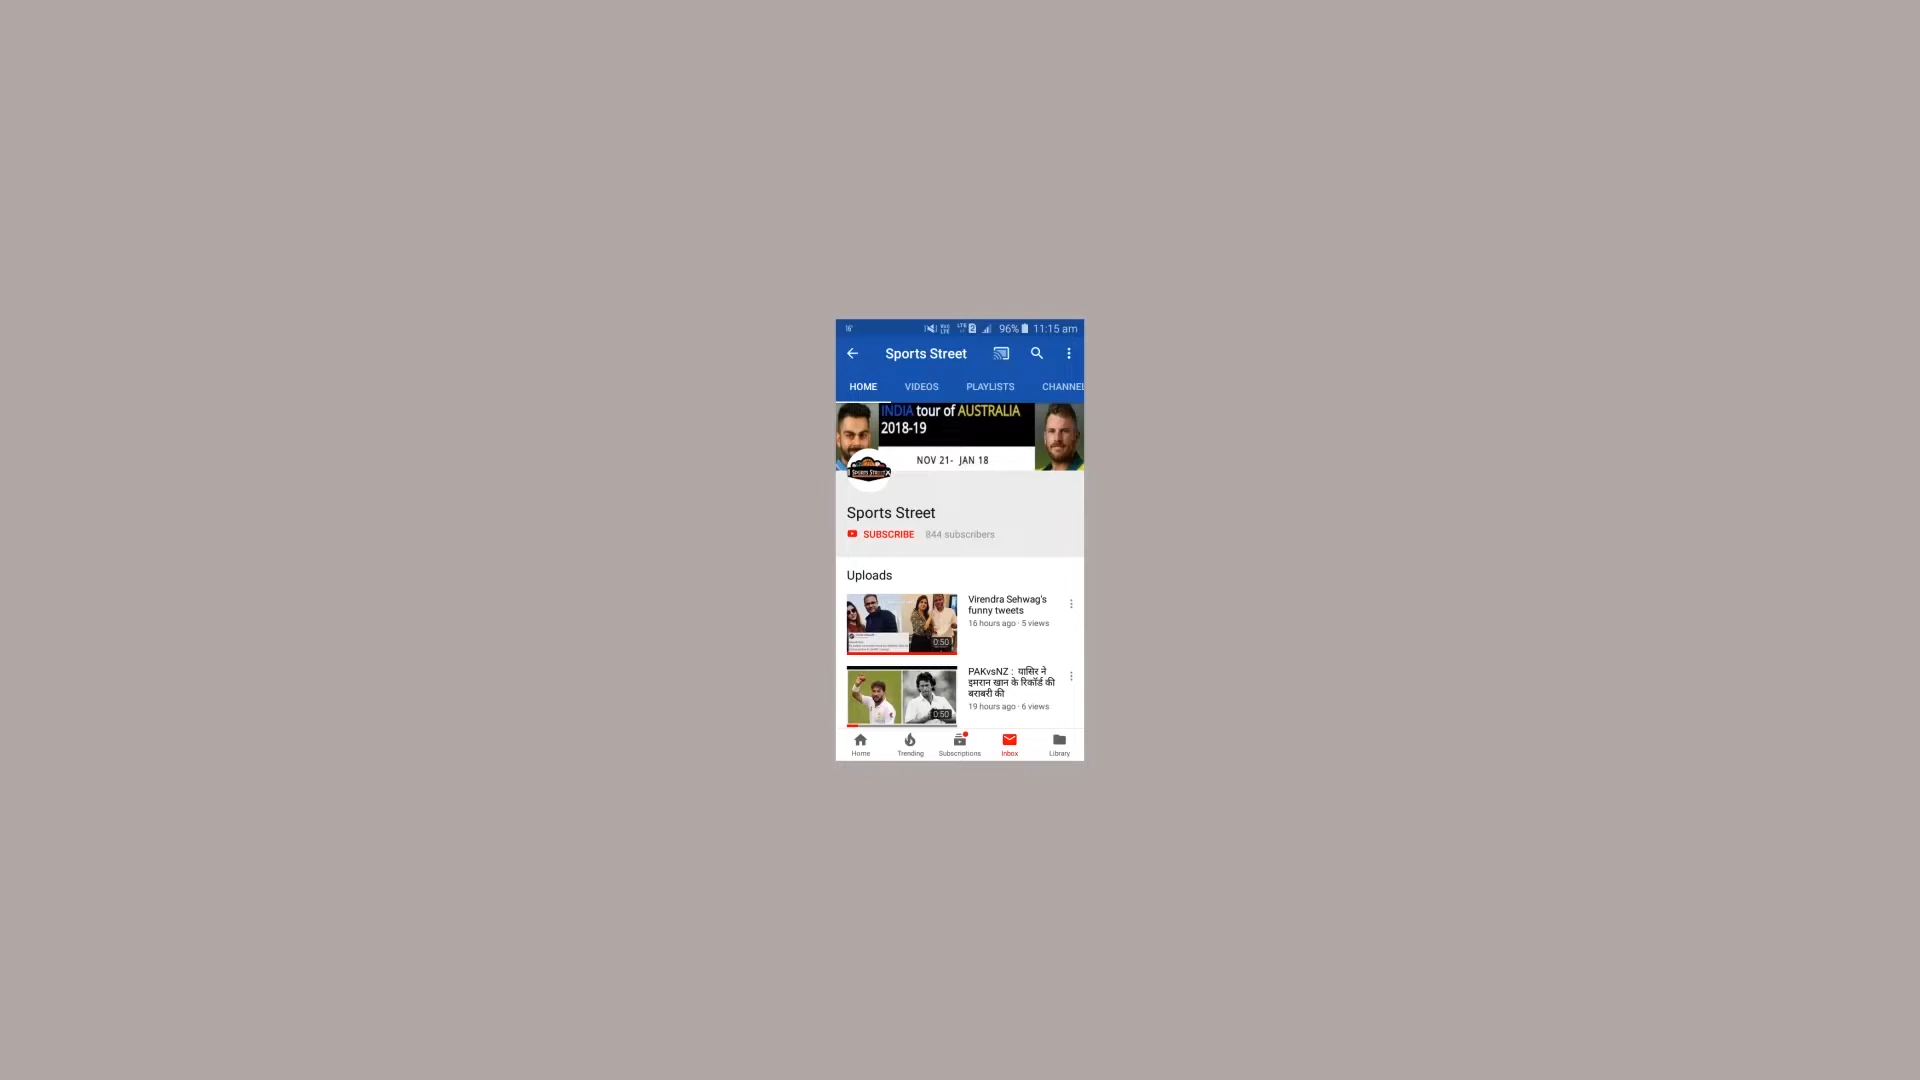 96% 11:15 am
Sports Street
HOME VIDEOS PLAYLISTS CHANNEL
INDIA tour of AUSTRALIA
2018-19
NOV 21- JAN 18
SPORTS STREET
Sports Street
SUBSCRIBE 844 subscribers
Uploads
Virendra Sehwag's
funny tweets
16 hours ago · 5 views
0:50
PAKvsNZ : यासिर ने
इमरान खान के रिकॉर्ड की
बराबरी की
19 hours ago · 6 views
0:50
Home Trending Subscriptions Inbox Library